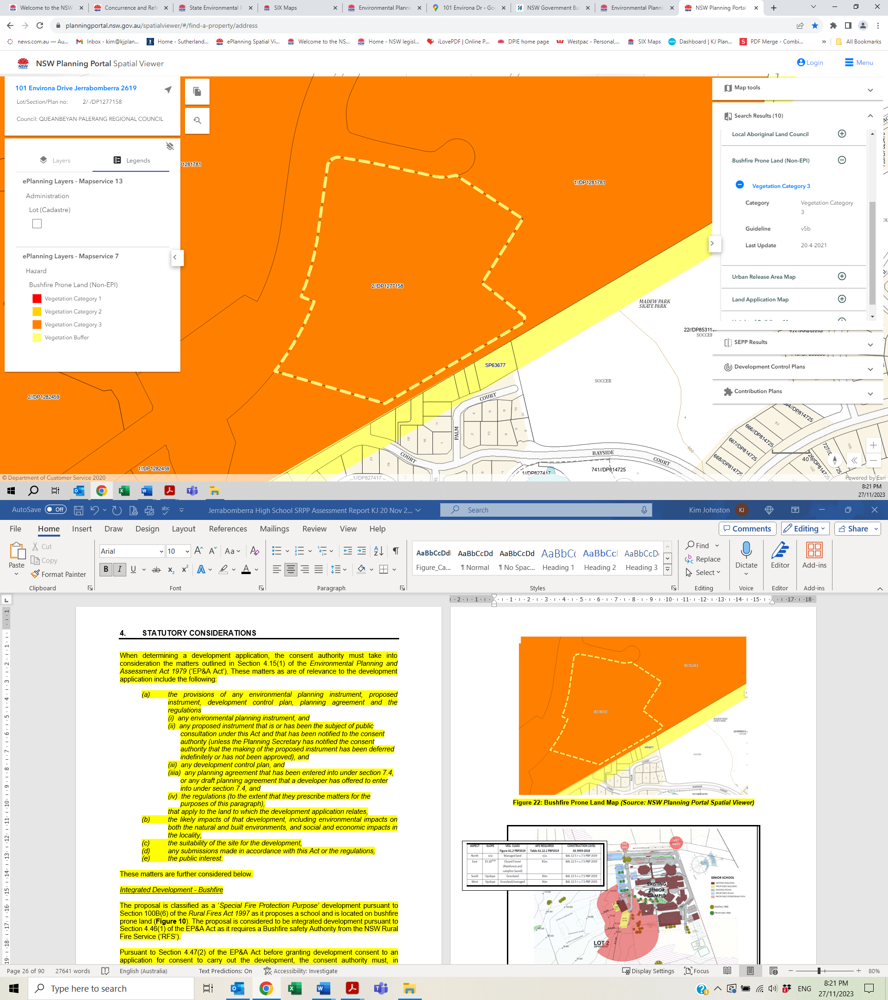 Welcome to the NSW
Concurrence and Refe
State Environmental P
SIX Maps
Environmental Plannin
101 Environa Dr - Goo
NSW Government Bu
Environmental Plannin
NSW Planning Portal
planningportal.nsw.gov.au/spatialviewer/#/find-a-property/address
news.com.au — Au...
Inbox - kim@kjplan...
Home - Sutherland...
ePlanning Spatial Vi...
Welcome to the NS...
Home - NSW legisl...
iLovePDF | Online P...
DPIE home page
Westpac - Personal,...
SIX Maps
Dashboard | KJ Plan...
PDF Merge - Combi...
»
All Bookmarks
NSW Planning Portal Spatial Viewer
Login
Menu
101 Environa Drive Jerrabomberra 2619
Lot/Section/Plan no: 2/-/DP1277158
Council: QUEANBEYAN-PALERANG REGIONAL COUNCIL
Layers
Legends
ePlanning Layers - Mapservice 13
Administration
Lot (Cadastre)
ePlanning Layers - Mapservice 7
Hazard
Bushfire Prone Land (Non-EPI)
Vegetation Category 1
Vegetation Category 2
Vegetation Category 3
Vegetation Buffer
P1281781
1//DP1281781
2//DP1277158
2//DP1282459
1//DP1282459
MADEW PARK
SKATE PARK
22//DP85311
SOCCER
SP63677
SOCCER
COURT
PALM
COURT
BAYSIDE
COURT
741//DP814725
1//DP827417
1//DP827417
664//DP814725
666//DP814725
667//DP814725
668//DP814725
Map tools
Search Results (10)
Local Aboriginal Land Council
Bushfire Prone Land (Non-EPI)
Vegetation Category 3
Category Vegetation Category
3
Guideline v5b
Last Update 20-4-2021
Urban Release Area Map
Land Application Map
SEPP Results
Development Control Plans
Contribution Plans
© Department of Customer Service 2020
Powered by Esri
8:21 PM
27/11/2023
AutoSave Off
Jerrabomberra High School SRPP Assessment Report KJ 20 Nov 2...
Search
Kim Johnston KJ
File Home Insert Draw Design Layout References Mailings Review View Help
Comments Editing Share
Paste
Cut
Copy
Format Painter
Clipboard
Arial 10
Font
Paragraph
AaBbCcDdI AaBbCcDd AaBbCcDd AaBbC AaBbCcI AaBbCcD
Figure_Ca... ¶ Normal ¶ No Spac... Heading 1 Heading 2 Heading 3
Styles
Find
Replace
Select
Editing
Dictate
Voice
Editor
Editor
Add-ins
Add-ins
4. STATUTORY CONSIDERATIONS
When determining a development application, the consent authority must take into
consideration the matters outlined in Section 4.15(1) of the Environmental Planning and
Assessment Act 1979 (‘EP&A Act’). These matters as are of relevance to the development
application include the following:
(a) the provisions of any environmental planning instrument, proposed
instrument, development control plan, planning agreement and the
regulations
(i) any environmental planning instrument, and
(ii) any proposed instrument that is or has been the subject of public
consultation under this Act and that has been notified to the consent
authority (unless the Planning Secretary has notified the consent
authority that the making of the proposed instrument has been deferred
indefinitely or has not been approved), and
(iii) any development control plan, and
(iiia) any planning agreement that has been entered into under section 7.4,
or any draft planning agreement that a developer has offered to enter
into under section 7.4, and
(iv) the regulations (to the extent that they prescribe matters for the
purposes of this paragraph),
that apply to the land to which the development application relates,
(b) the likely impacts of that development, including environmental impacts on
both the natural and built environments, and social and economic impacts in
the locality,
(c) the suitability of the site for the development,
(d) any submissions made in accordance with this Act or the regulations,
(e) the public interest.
These matters are further considered below.
Integrated Development - Bushfire
The proposal is classified as a ‘Special Fire Protection Purpose’ development pursuant to
Section 100B(6) of the Rural Fires Act 1997 as it proposes a school and is located on bushfire
prone land (Figure 10). The proposal is considered to be integrated development pursuant to
Section 4.46(1) of the EP&A Act as it requires a Bushfire safety Authority from the NSW Rural
Fire Service (‘RFS’).
Pursuant to Section 4.47(2) of the EP&A Act before granting development consent to an
application for consent to carry out the development, the consent authority must, in
Figure 22: Bushfire Prone Land Map (Source: NSW Planning Portal Spatial Viewer)
ASPECT SLOPE VEG. CLASS APZ REQUIRED CONSTRUCTION LEVEL
Figure A1.2 PBP2019 Table A1.12.1 PBP2019 AS 3959-2018
North n/a Managed land n/a BAL 12.5 + s.7.5 PBP 2019
East 15-20 Closed Forest 81m BAL 12.5 + s.7.5 PBP 2019
(Rainforest and
camphor laurel)
South Upslope Grassland 36m BAL 12.5 + s.7.5 PBP 2019
West Upslope Grassland/managed 36m BAL 12.5 + s.7.5 PBP 2019
EXISTING
SENIOR
CAMPUS
SENIOR SCHOOL
EXISTING BUILDING
PROPOSED BUILDING
EXISTING ROAD
PROPOSED ROAD
PROPOSED PEDESTRIAN PATH
EXISTING TREE
PROPOSED TREE
LOT 2
Page 26 of 90 27641 words English (Australia) Text Predictions: On Accessibility: Investigate
Display Settings Focus 80%
Type here to search
ENG
8:21 PM
27/11/2023